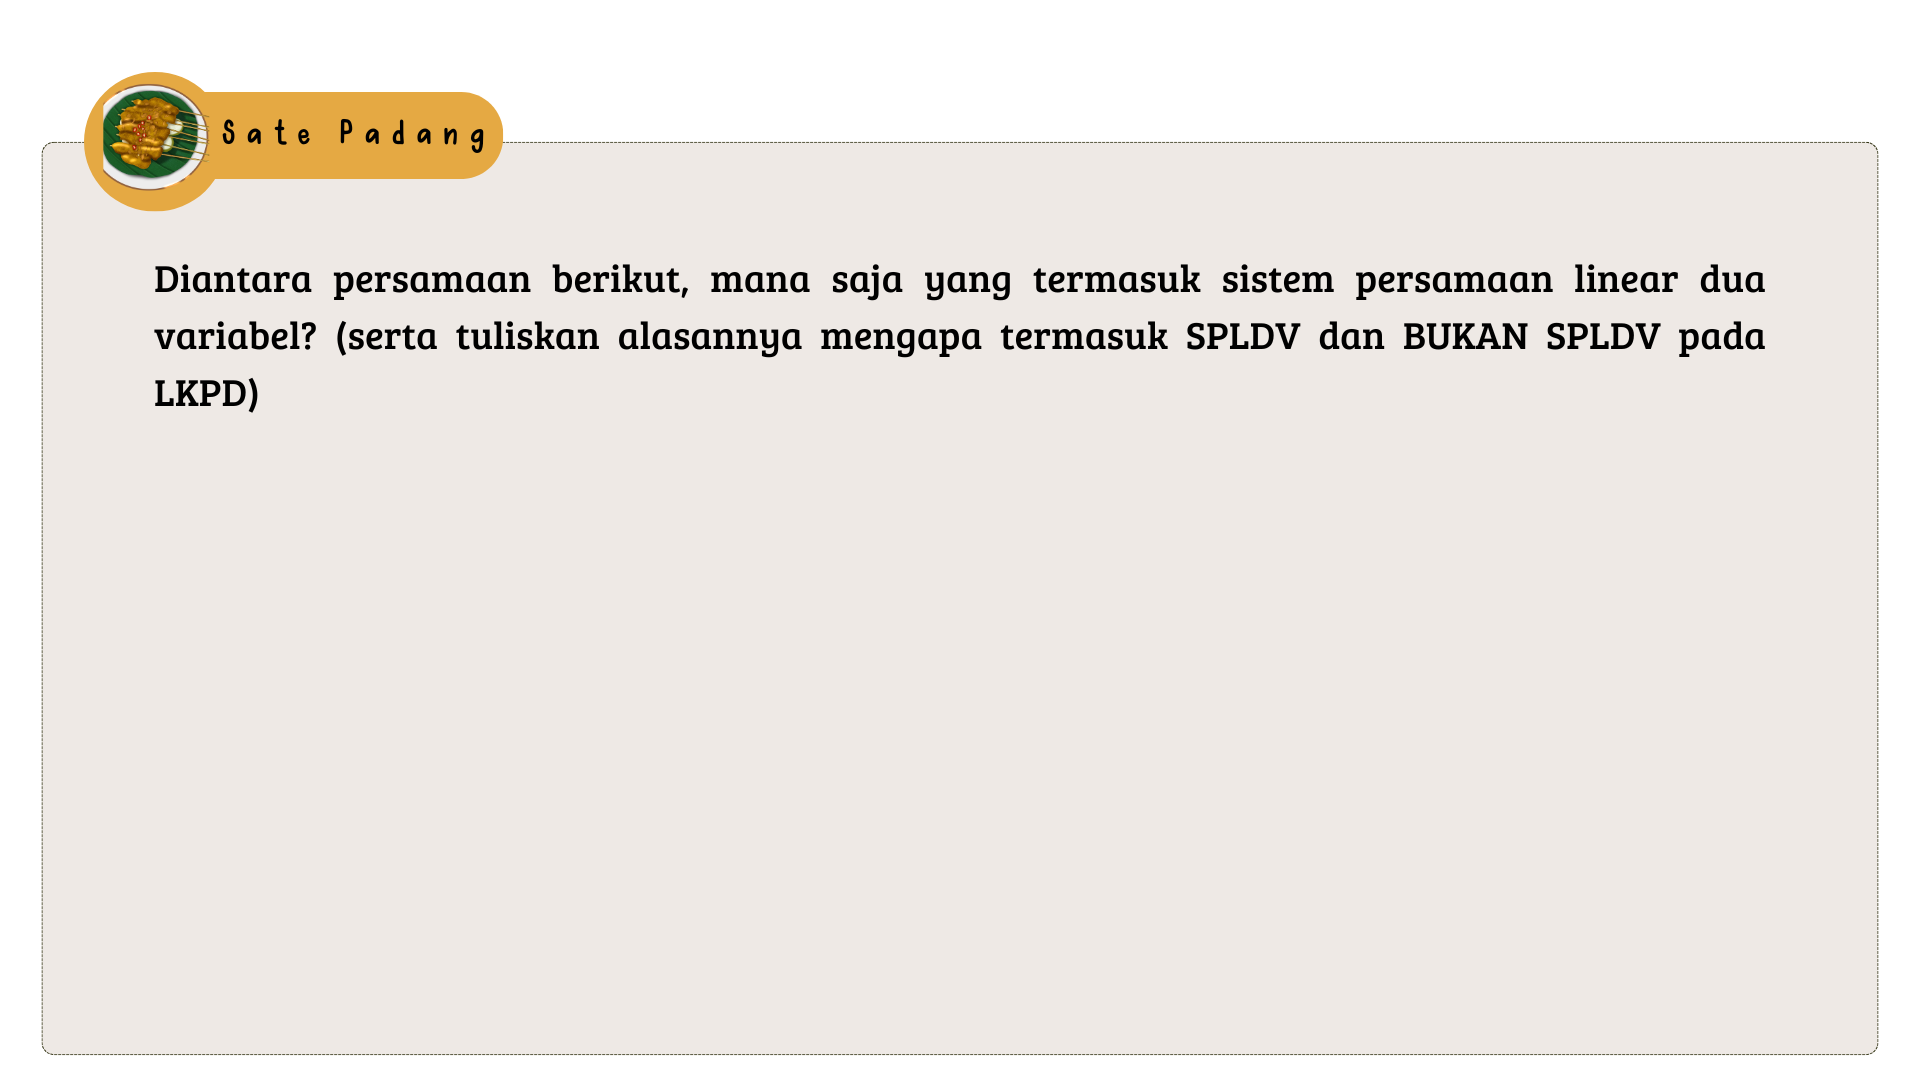 Sate Padang
Diantara persamaan berikut, mana saja yang termasuk sistem persamaan linear dua
variabel? (serta tuliskan alasannya mengapa termasuk SPLDV dan BUKAN SPLDV pada
LKPD)